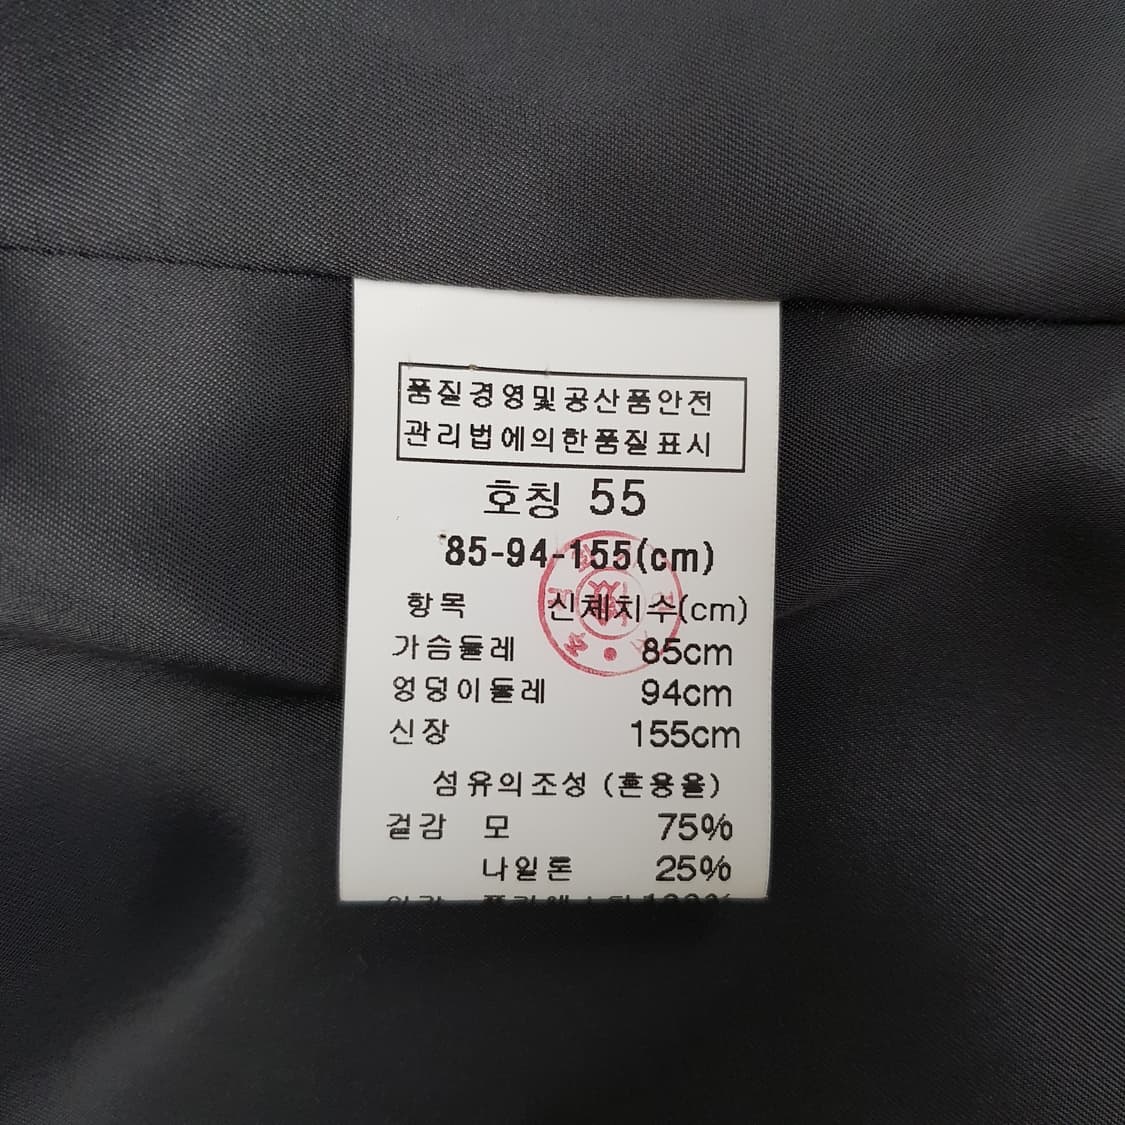 품질경영및공산품안전
관리법에의한품질표시
호칭 55
85-94-155(cm)
항목 신체치수(cm)
가슴둘레 85cm
엉덩이둘레 94cm
신장 155cm
섬유의조성 (혼용율)
겉감 모 75%
나일론 25%